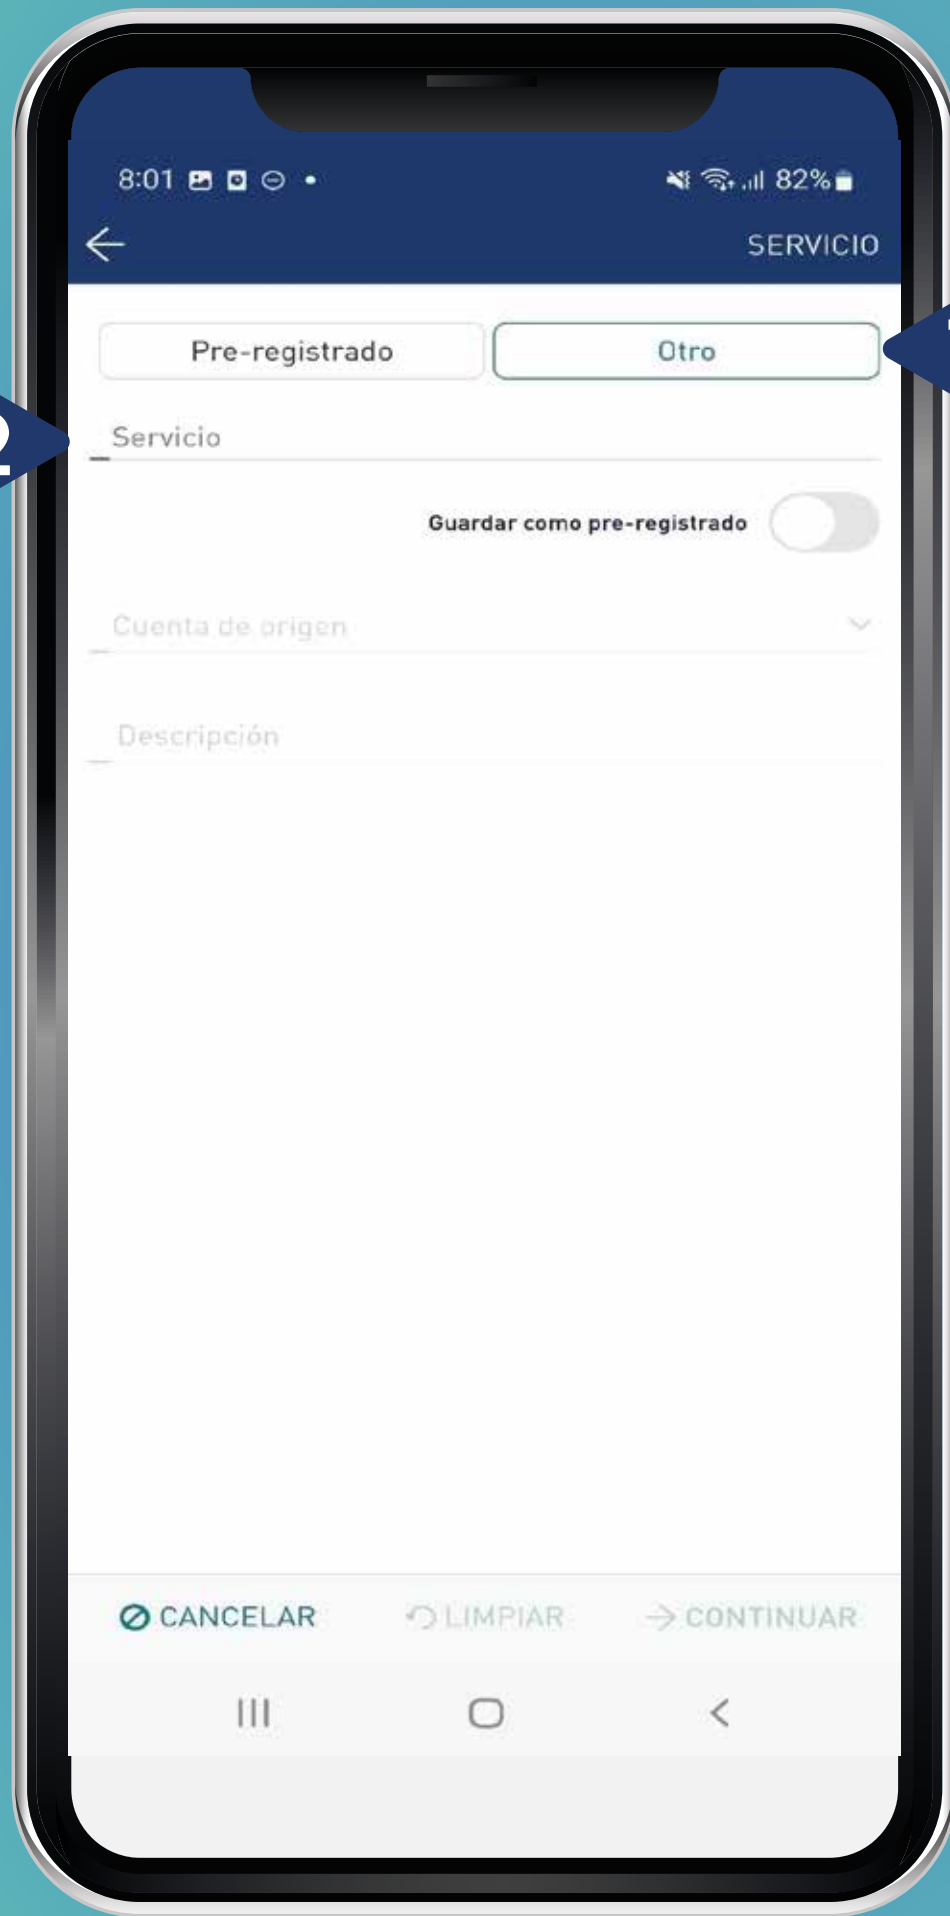 8:01 82%
SERVICIO
Pre-registrado Otro
2
Servicio
Guardar como pre-registrado
Cuenta de origen
Descripción
CANCELAR LIMPIAR CONTINUAR